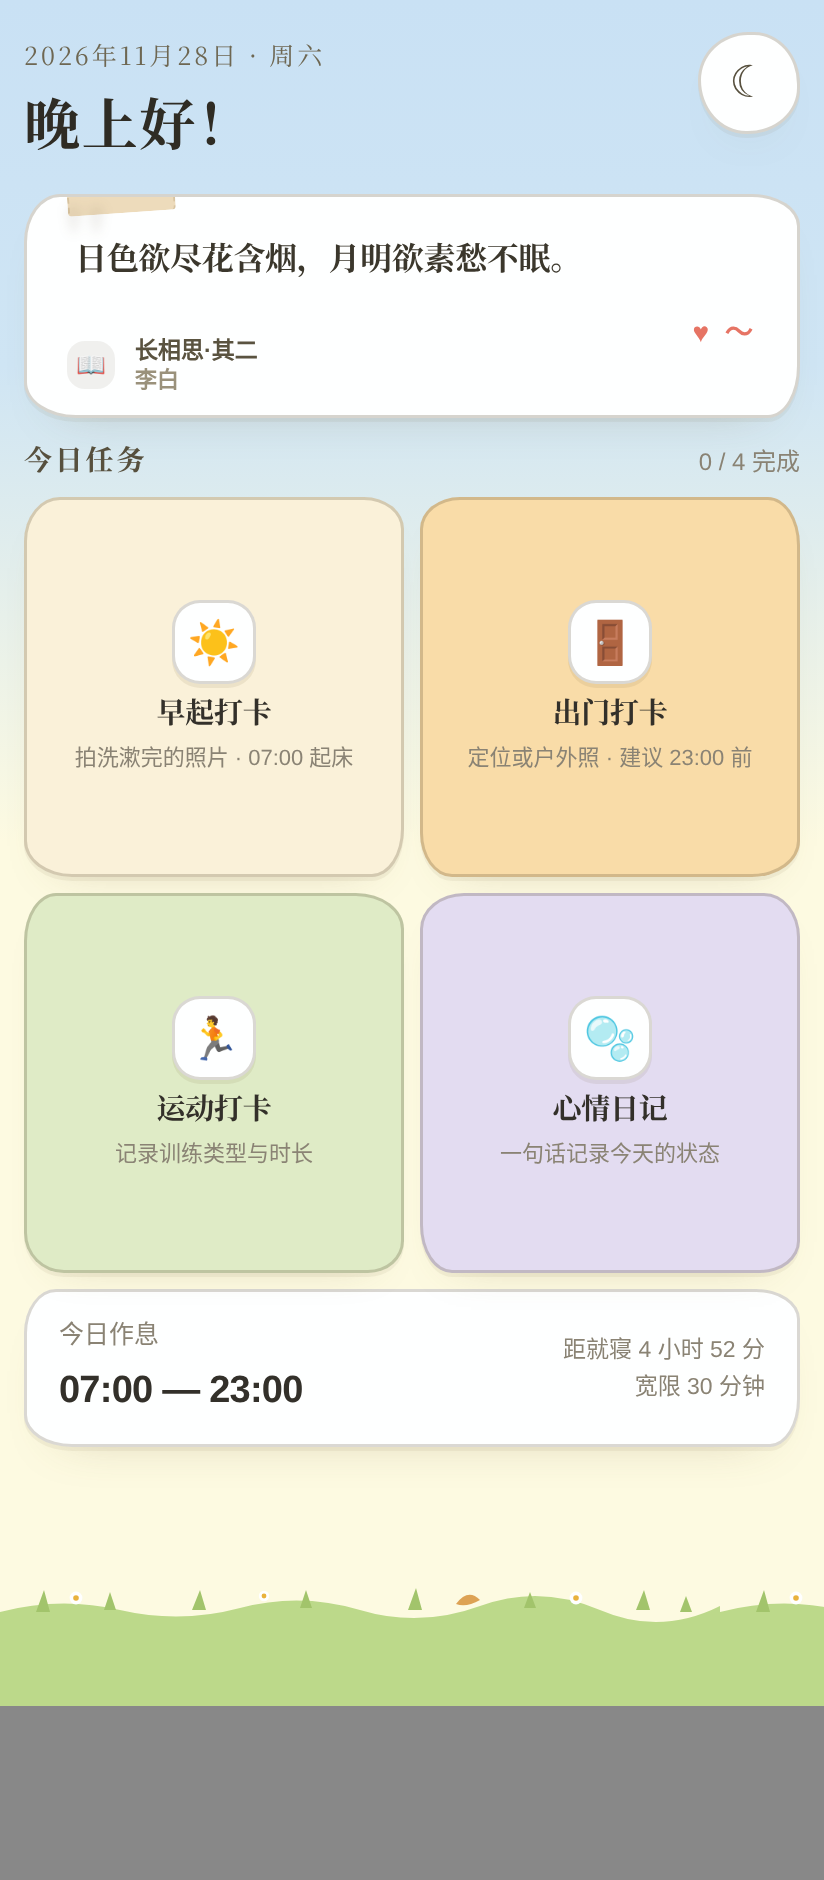 2026年11月28日 · 周六
晚上好!
日色欲尽花含烟，月明欲素愁不眠。
长相思·其二
李白
今日任务
0 / 4 完成
早起打卡
拍洗漱完的照片 · 07:00 起床
出门打卡
定位或户外照 · 建议 23:00 前
运动打卡
记录训练类型与时长
心情日记
一句话记录今天的状态
今日作息
07:00 — 23:00
距就寝 4 小时 52 分
宽限 30 分钟